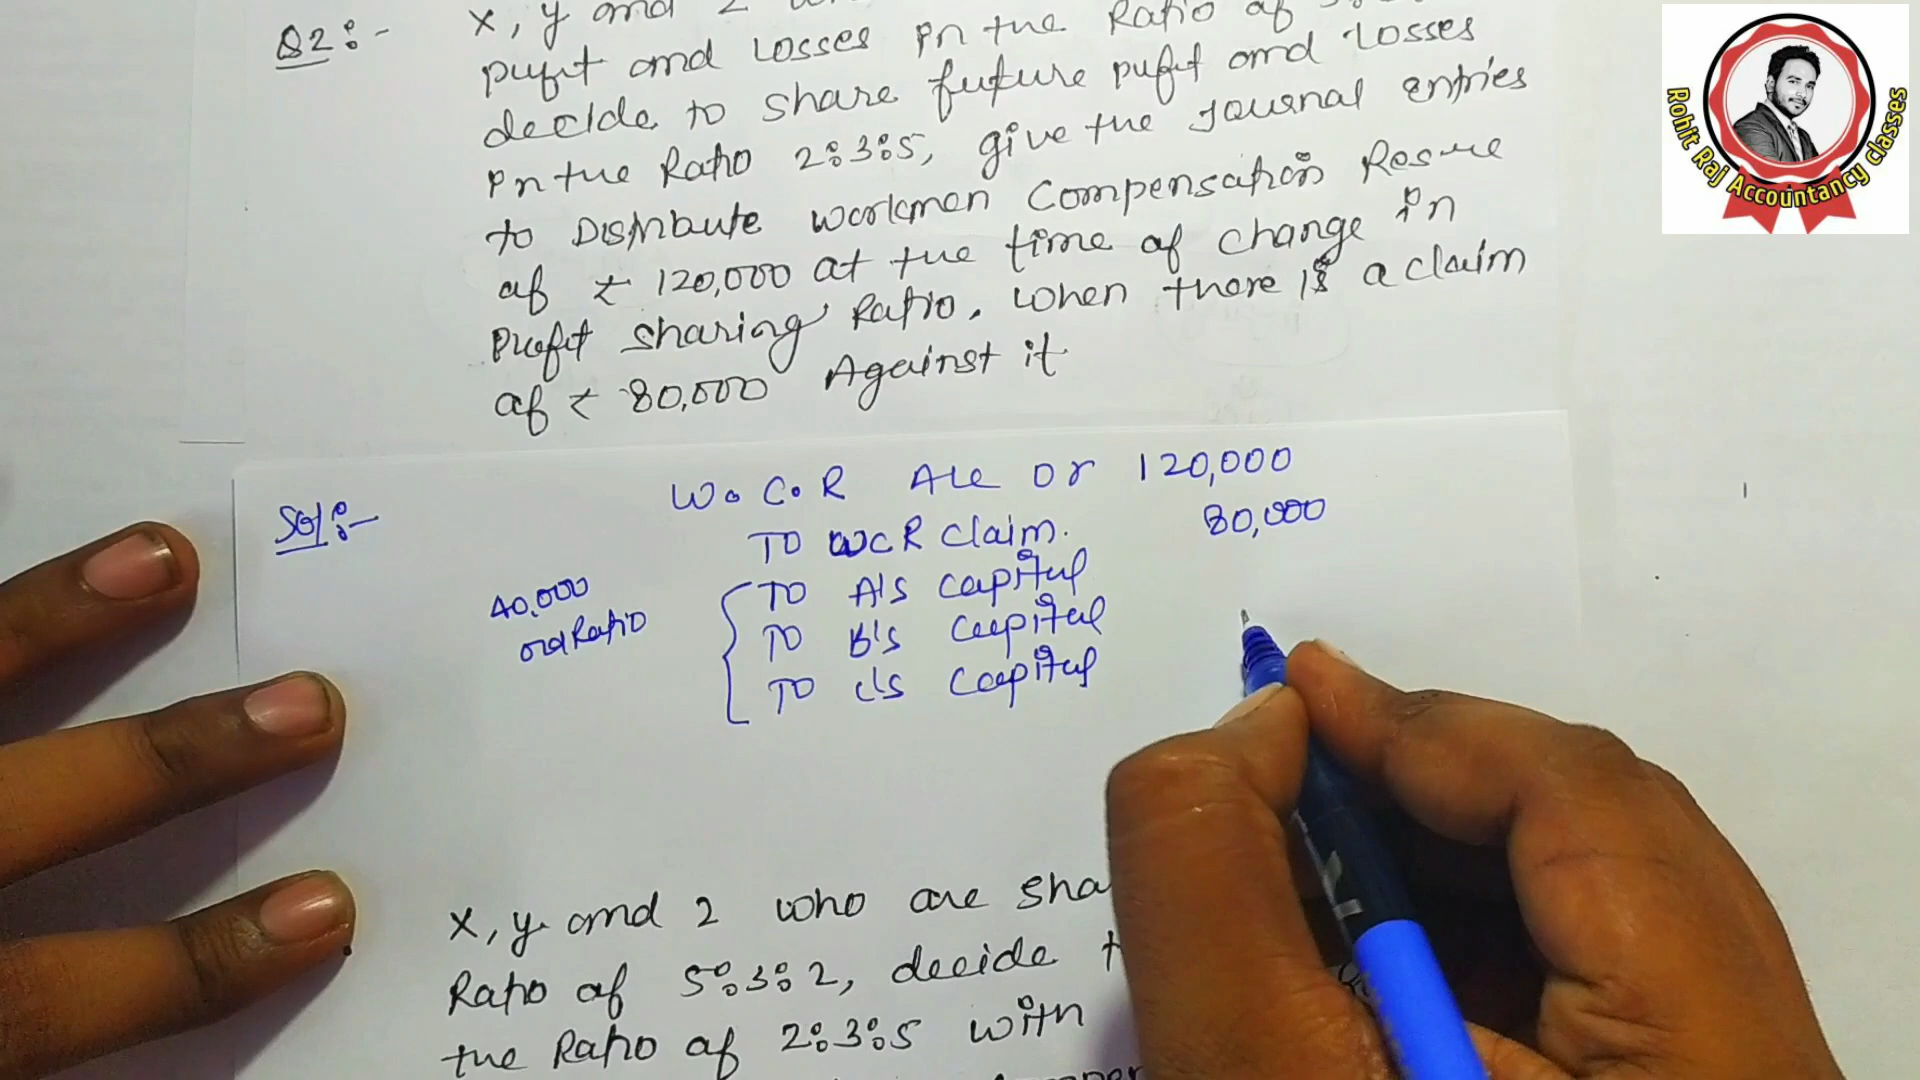 Q2:- X, Y and Z
profit and Losses in the Ratio of
decide to share future profit and Losses
in the Ratio 2:3:5, give the Journal entries
to Distribute workmen Compensation Reserve
of ₹ 120,000 at the time of change in
Profit sharing Ratio, when there is a claim
of ₹ 80,000 Against it
Sol:-
W.C.R A/c Dr 120,000
TO WCR Claim. 80,000
40,000
old Ratio
TO A's Capital
TO B's Capital
TO C's Capital
X, Y and Z who are sha
Ratio of 5:3:2, decide t
the Ratio of 2:3:5 with
Rohit Raj Accountancy classes